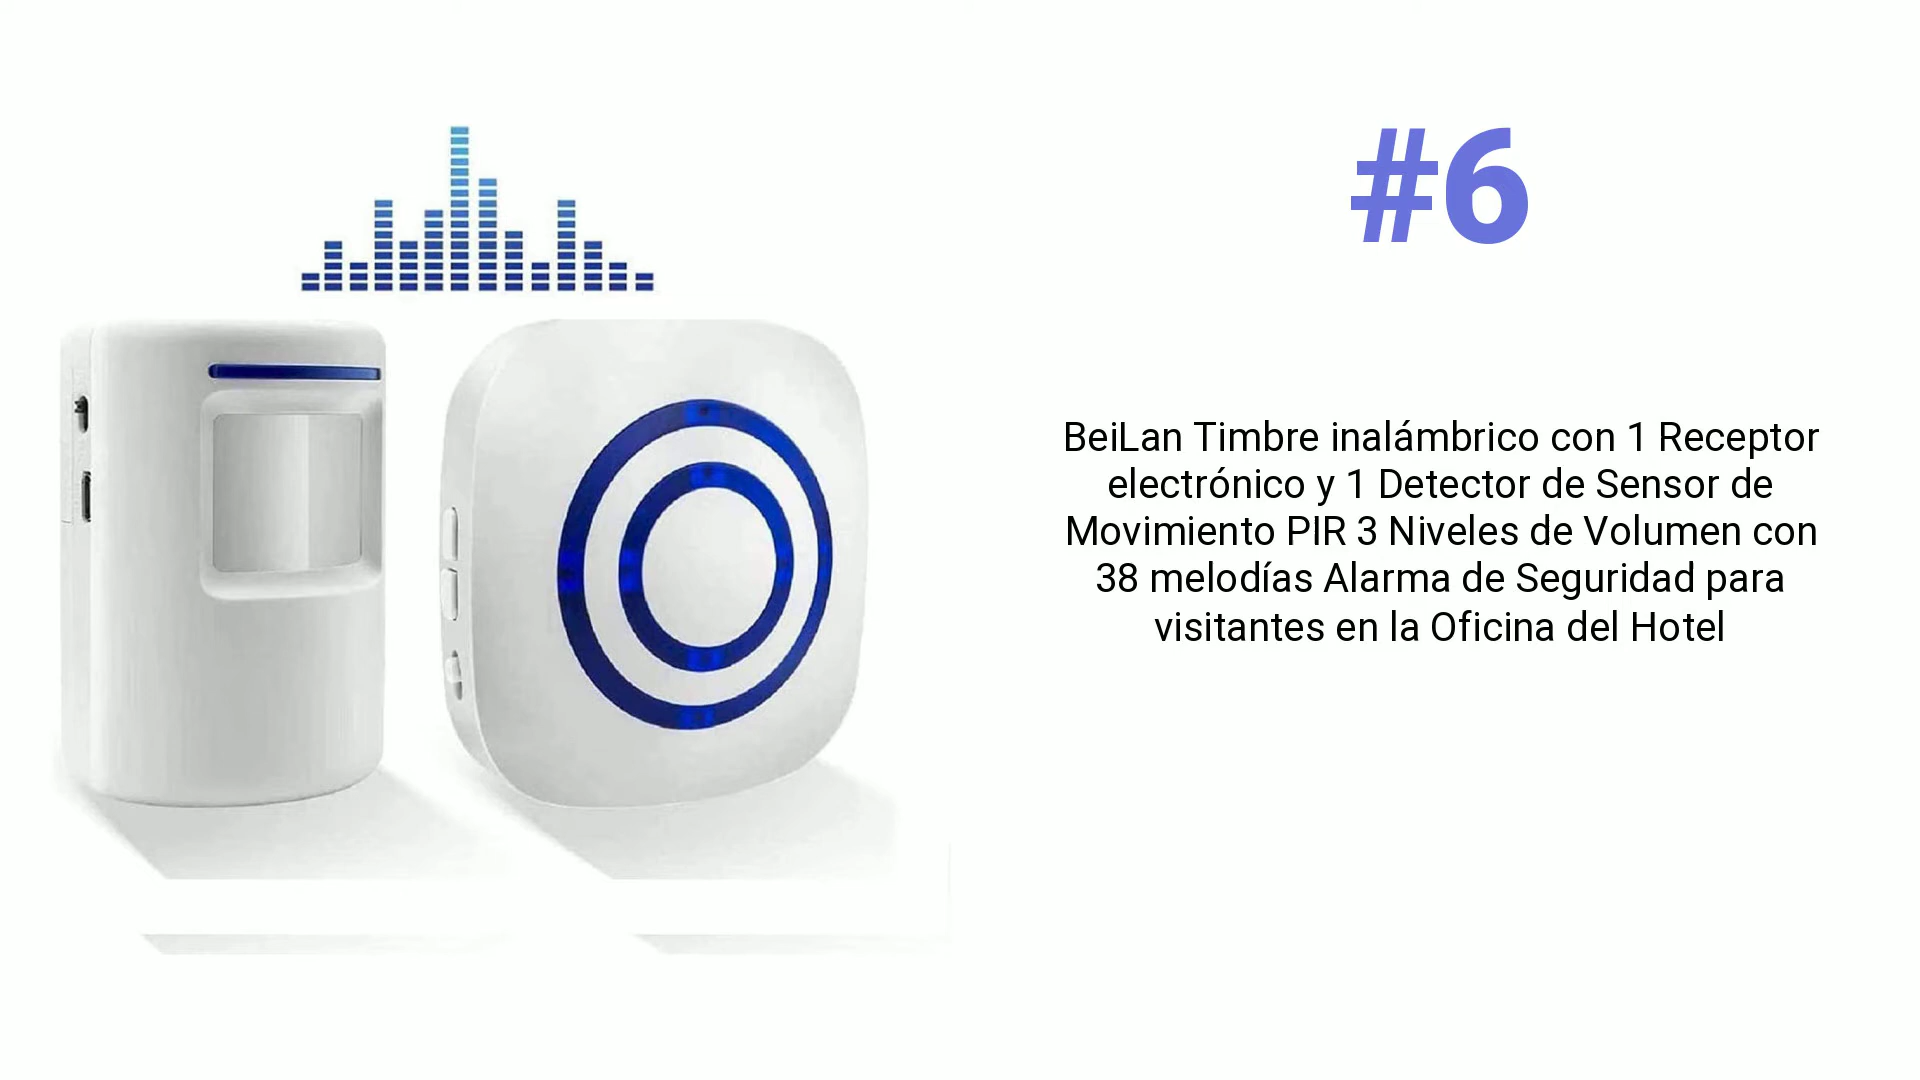 #6
BeiLan Timbre inalámbrico con 1 Receptor
electrónico y 1 Detector de Sensor de
Movimiento PIR 3 Niveles de Volumen con
38 melodías Alarma de Seguridad para
visitantes en la Oficina del Hotel